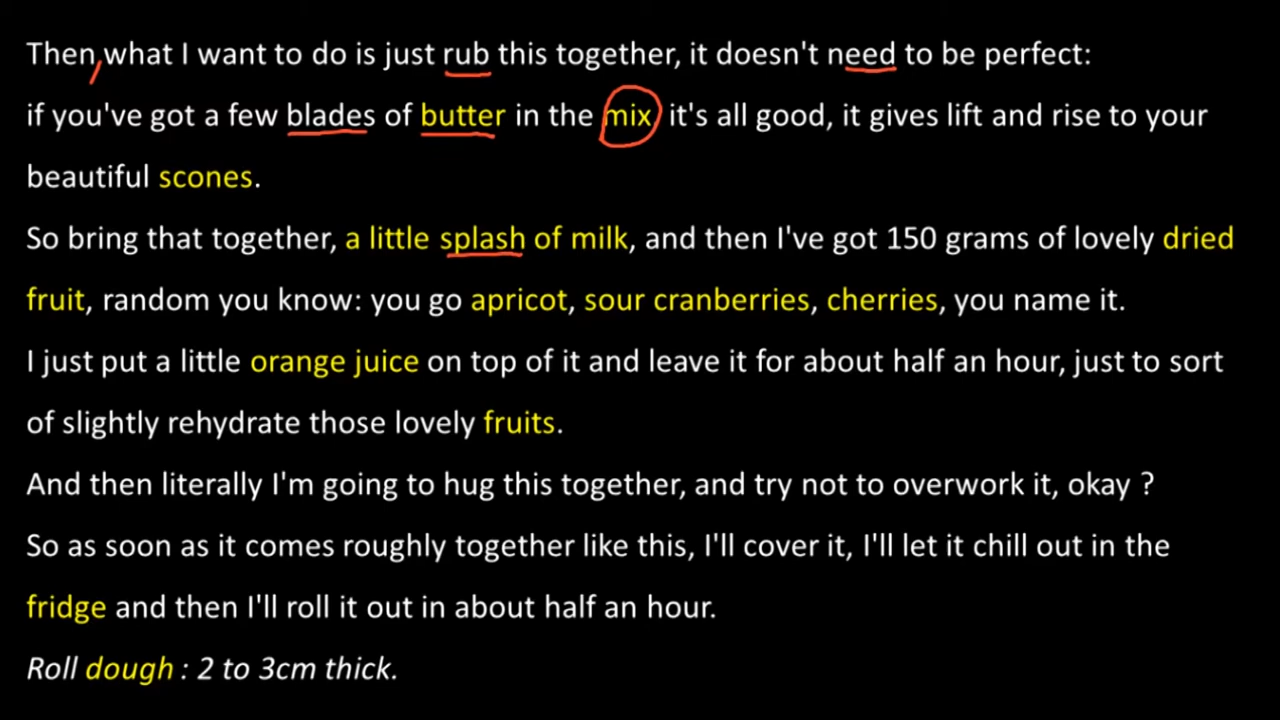 Then, what I want to do is just rub this together, it doesn't need to be perfect:
if you've got a few blades of butter in the mix it's all good, it gives lift and rise to your
beautiful scones.
So bring that together, a little splash of milk, and then I've got 150 grams of lovely dried
fruit, random you know: you go apricot, sour cranberries, cherries, you name it.
I just put a little orange juice on top of it and leave it for about half an hour, just to sort
of slightly rehydrate those lovely fruits.
And then literally I'm going to hug this together, and try not to overwork it, okay ?
So as soon as it comes roughly together like this, I'll cover it, I'll let it chill out in the
fridge and then I'll roll it out in about half an hour.
Roll dough : 2 to 3cm thick.